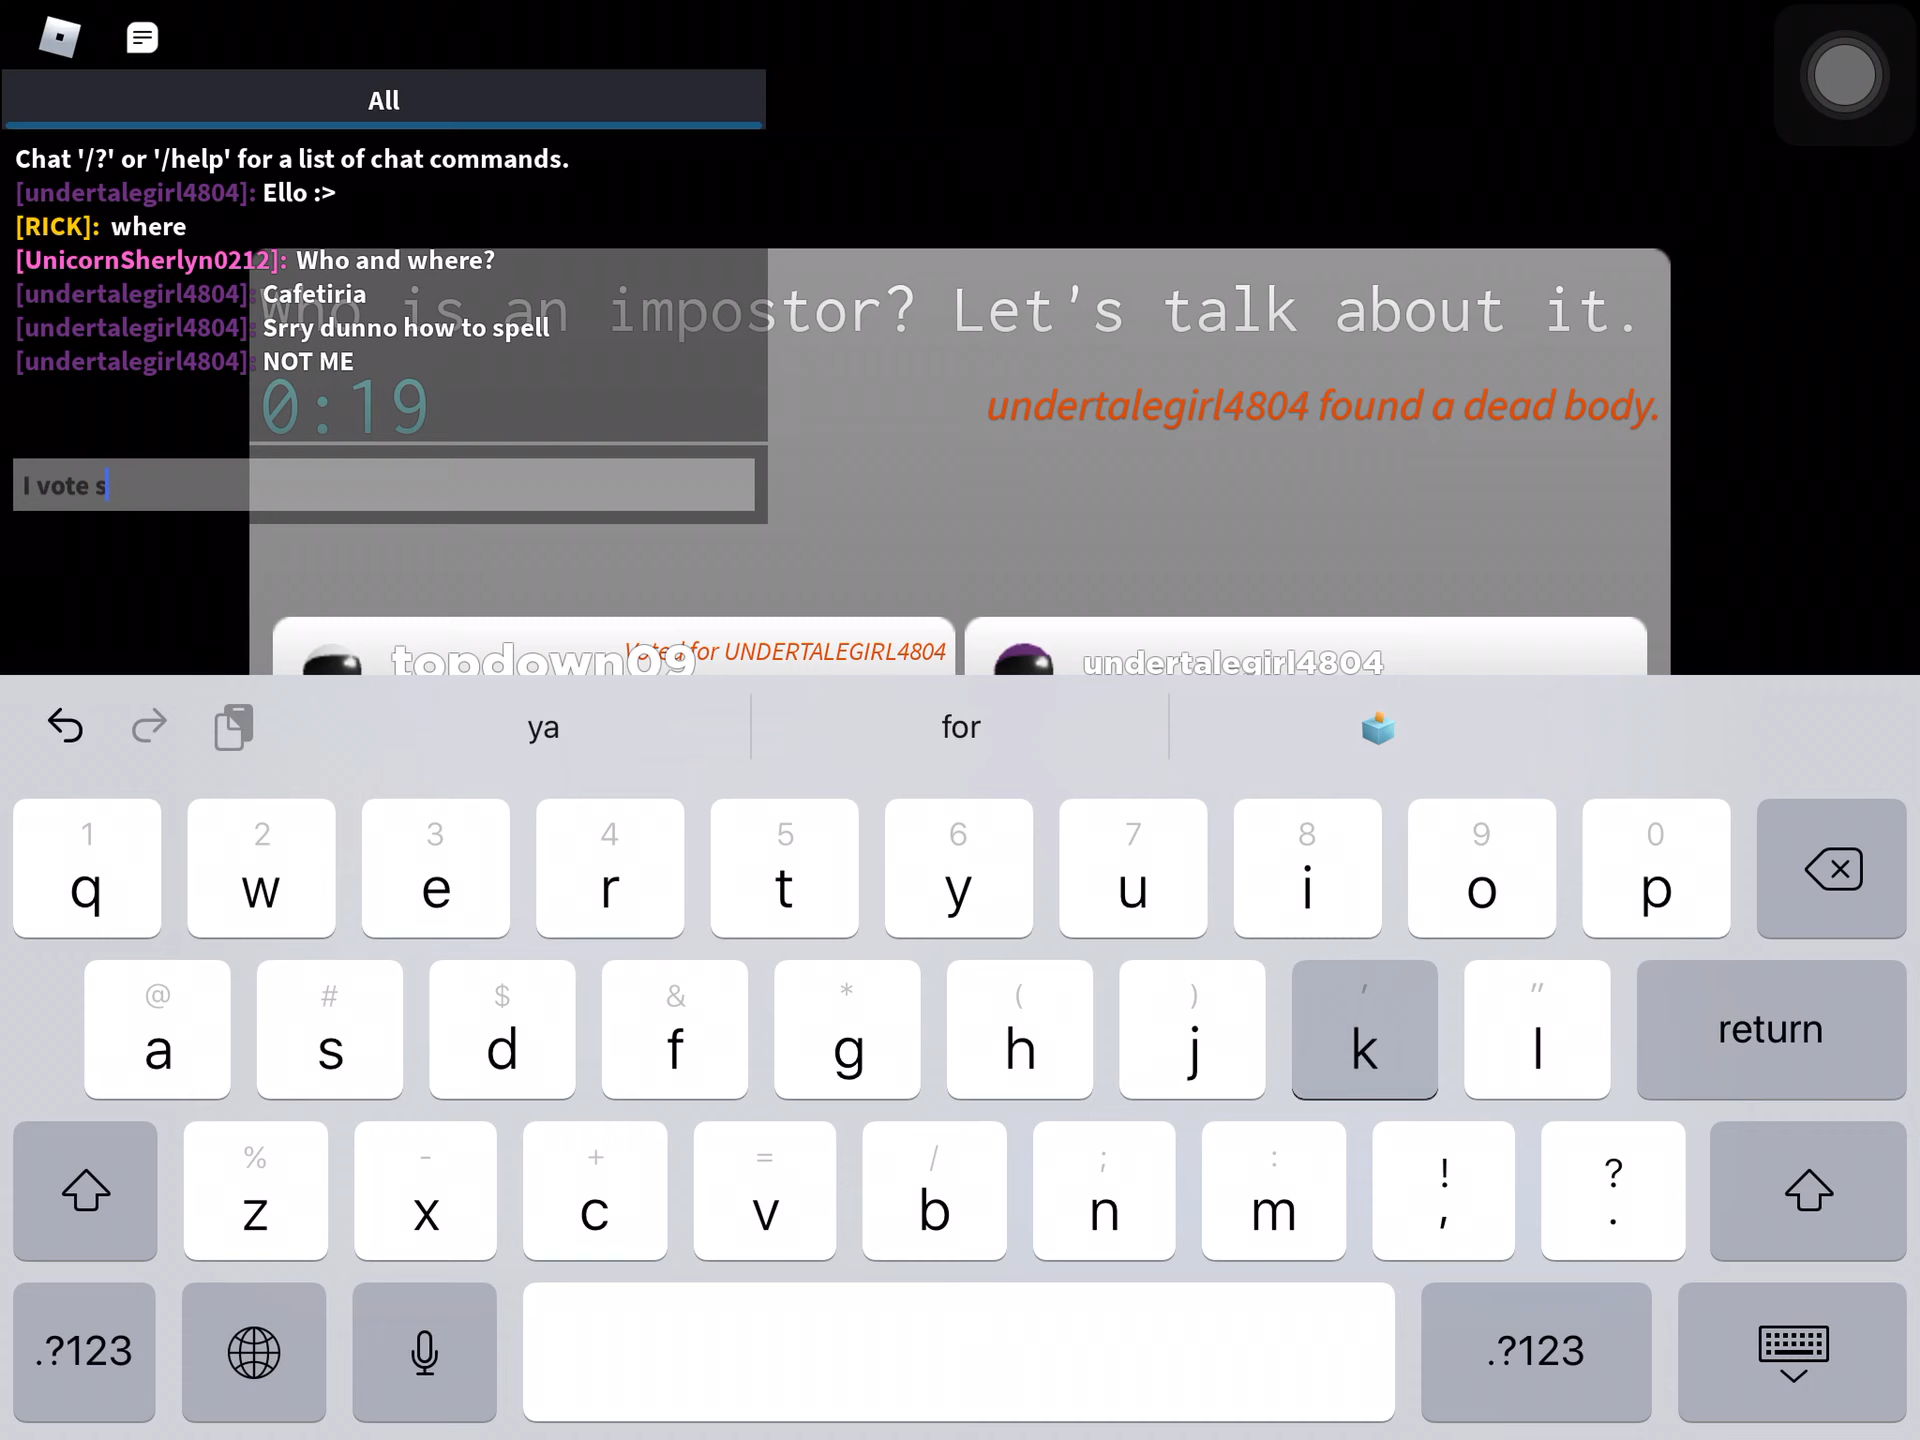 All
Chat '/?' or '/help' for a list of chat commands.
[undertalegirl4804]: Ello :>
[RICK]: where
[UnicornSherlyn0212]: Who and where?
[undertalegirl4804]: Cafetiria
[undertalegirl4804]: Srry dunno how to spell
[undertalegirl4804]: NOT ME
Who is an impostor? Let's talk about it.
0:19
undertalegirl4804 found a dead body.
I vote s
topdown09
Voted for UNDERTALEGIRL4804
undertalegirl4804
ya for
1 2 3 4 5 6 7 8 9 0
q w e r t y u i o p
@ # $ & * ( ) ' "
a s d f g h j k l return
% - + = / ; : ! ?
z x c v b n m , .
.?123 .?123